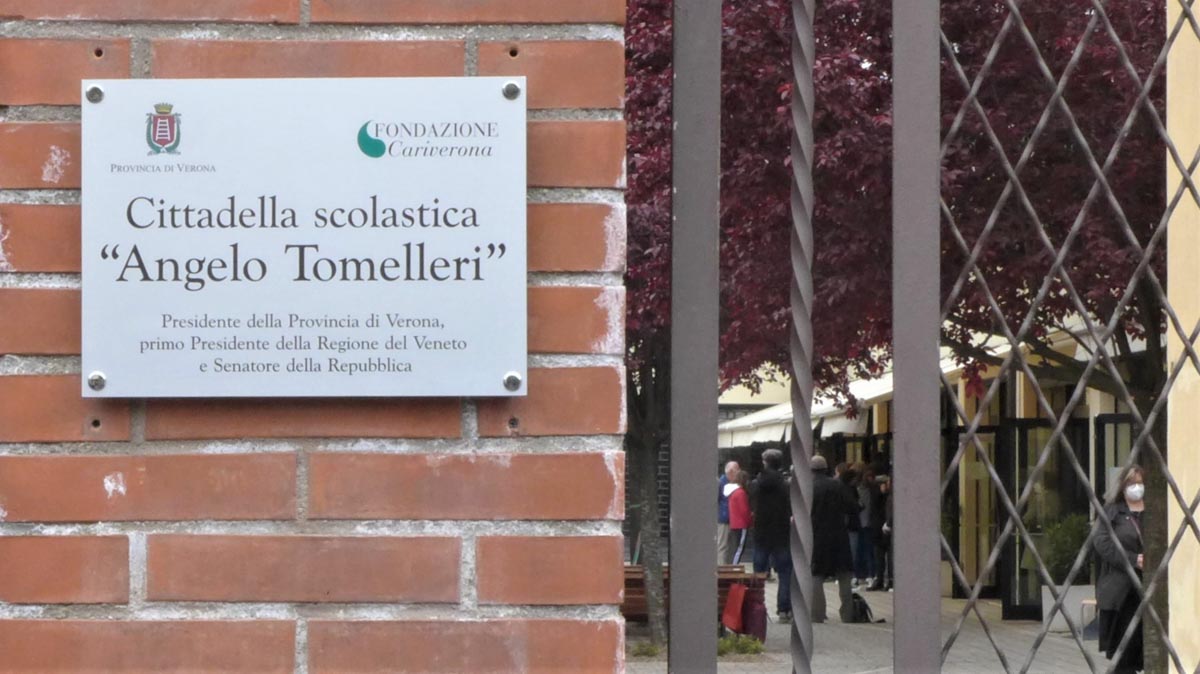 PROVINCIA DI VERONA
FONDAZIONE
Cariverona
Cittadella scolastica
“Angelo Tomelleri”
Presidente della Provincia di Verona,
primo Presidente della Regione del Veneto
e Senatore della Repubblica